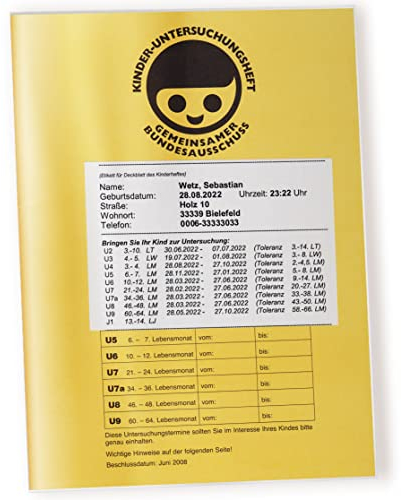 KINDER-UNTERSUCHUNGSHEFT
GEMEINSAMER
BUNDESAUSSCHUSS
(Etikett für Deckblatt des Kinderheftes)
Name: Wetz, Sebastian
Geburtsdatum: 28.08.2022 Uhrzeit: 23:22 Uhr
Straße: Holz 10
Wohnort: 33339 Bielefeld
Telefon: 0006-33333033
Bringen Sie Ihr Kind zur Untersuchung:
U2 3.-10. LT 30.06.2022 - 07.07.2022 (Toleranz 3.-14. LT)
U3 4.- 5. LW 19.07.2022 - 01.08.2022 (Toleranz 3.- 8. LW)
U4 3.- 4. LM 28.08.2022 - 27.10.2022 (Toleranz 2.-4,5. LM)
U5 6.- 7. LM 28.11.2022 - 27.01.2022 (Toleranz 5.- 8. LM)
U6 10.-12. LM 28.03.2022 - 27.06.2022 (Toleranz 9.-14. LM)
U7 21.-24. LM 28.02.2022 - 27.06.2022 (Toleranz 20.-27. LM)
U7a 34.-36. LM 28.03.2022 - 27.06.2022 (Toleranz 33.-38. LM)
U8 46.-48. LM 28.03.2022 - 27.06.2022 (Toleranz 43.-50. LM)
U9 60.-64. LM 28.05.2022 - 27.10.2022 (Toleranz 58.-66. LM)
J1 13.-14. LJ
U5 6. – 7. Lebensmonat vom: bis:
U6 10. – 12. Lebensmonat vom: bis:
U7 21. – 24. Lebensmonat vom: bis:
U7a 34. – 36. Lebensmonat vom: bis:
U8 46. – 48. Lebensmonat vom: bis:
U9 60. – 64. Lebensmonat vom: bis:
Diese Untersuchungstermine sollten Sie im Interesse Ihres Kindes bitte
genau einhalten.
Wichtige Hinweise auf der folgenden Seite!
Beschlussdatum: Juni 2008